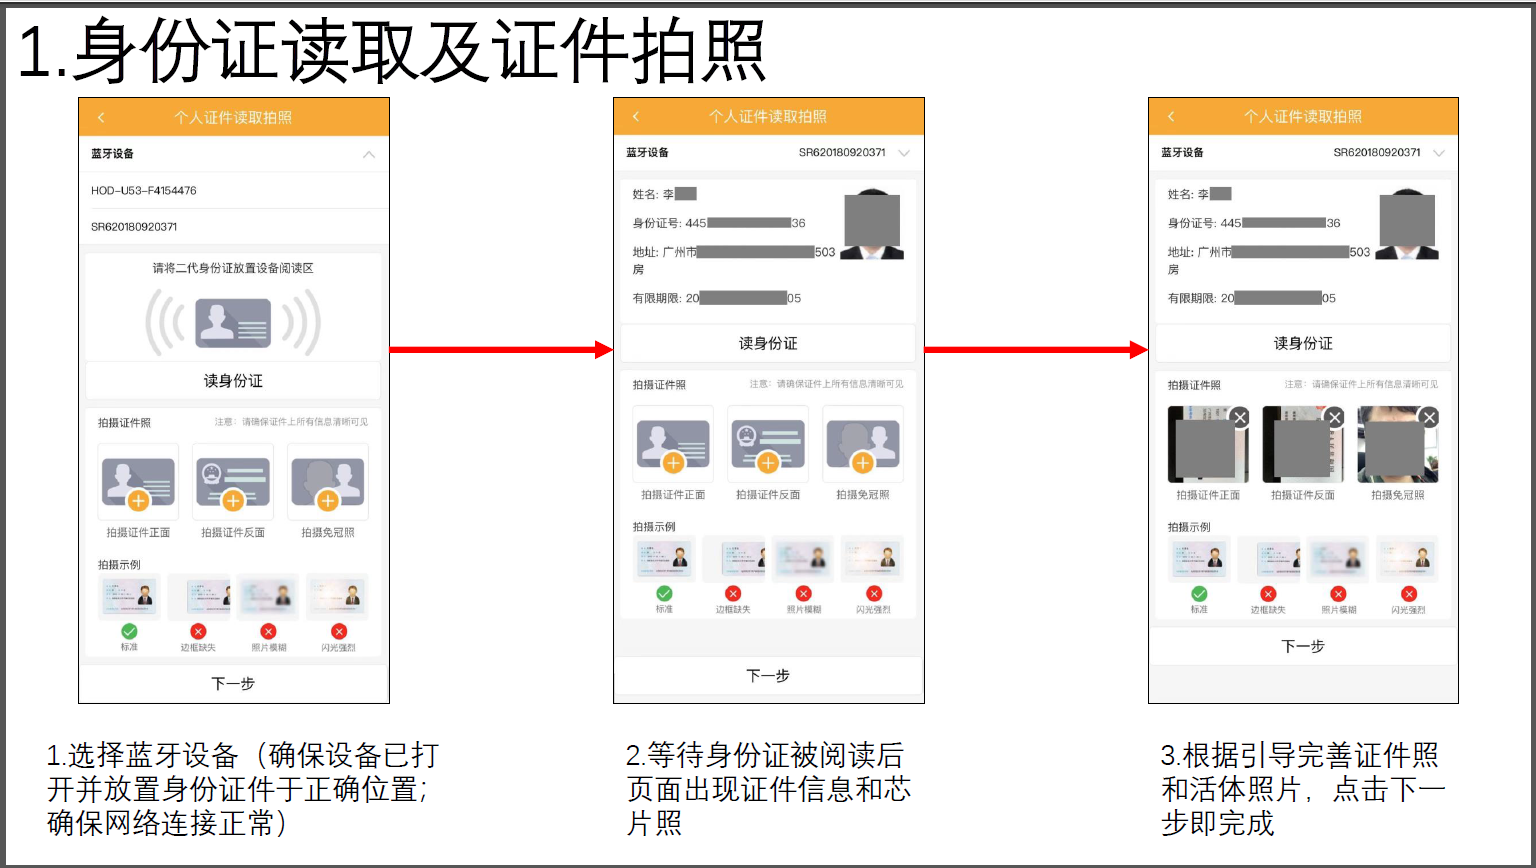 1.身份证读取及证件拍照
个人证件读取拍照
蓝牙设备
HOD-U53-F4154476
SR620180920371
请将二代身份证放置设备阅读区
读身份证
拍摄证件照 注意：请确保证件上所有信息清晰可见
拍摄证件正面 拍摄证件反面 拍摄免冠照
拍摄示例
标准 边框缺失 照片模糊 闪光强烈
下一步
1.选择蓝牙设备（确保设备已打
开并放置身份证件于正确位置；
确保网络连接正常）
个人证件读取拍照
蓝牙设备 SR620180920371
姓名: 李
身份证号: 445 36
地址: 广州市 503
房
有限期限: 20 05
读身份证
拍摄证件照 注意：请确保证件上所有信息清晰可见
拍摄证件正面 拍摄证件反面 拍摄免冠照
拍摄示例
标准 边框缺失 照片模糊 闪光强烈
下一步
2.等待身份证被阅读后
页面出现证件信息和芯
片照
个人证件读取拍照
蓝牙设备 SR620180920371
姓名: 李
身份证号: 445 36
地址: 广州市 503
房
有限期限: 20 05
读身份证
拍摄证件照 注意：请确保证件上所有信息清晰可见
拍摄证件正面 拍摄证件反面 拍摄免冠照
拍摄示例
标准 边框缺失 照片模糊 闪光强烈
下一步
3.根据引导完善证件照
和活体照片，点击下一
步即完成